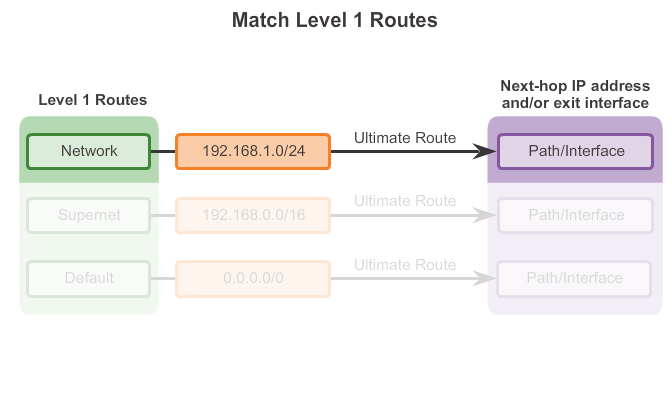 Match Level 1 Routes
Level 1 Routes
Next-hop IP address
and/or exit interface
Network
192.168.1.0/24
Ultimate Route
Path/Interface
Supernet
192.168.0.0/16
Ultimate Route
Path/Interface
Default
0.0.0.0/0
Ultimate Route
Path/Interface